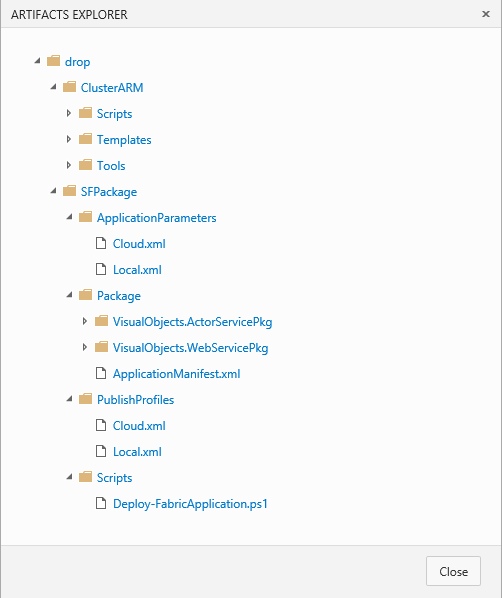 ARTIFACTS EXPLORER
drop
ClusterARM
Scripts
Templates
Tools
SFPackage
ApplicationParameters
Cloud.xml
Local.xml
Package
VisualObjects.ActorServicePkg
VisualObjects.WebServicePkg
ApplicationManifest.xml
PublishProfiles
Cloud.xml
Local.xml
Scripts
Deploy-FabricApplication.ps1
Close